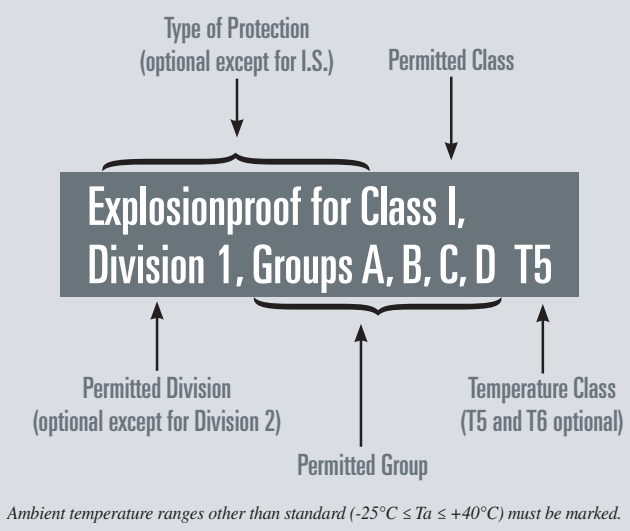 Type of Protection
(optional except for I.S.)
Permitted Class
Explosionproof for Class I,
Division 1, Groups A, B, C, D T5
Permitted Division
(optional except for Division 2)
Temperature Class
(T5 and T6 optional)
Permitted Group
Ambient temperature ranges other than standard (-25°C ≤ Ta ≤ +40°C) must be marked.